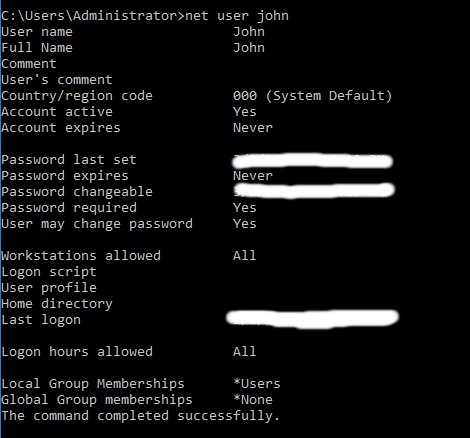 C:\Users\Administrator>net user john
User name                    John
Full Name                    John
Comment
User's comment
Country/region code          000 (System Default)
Account active               Yes
Account expires              Never
Password last set
Password expires             Never
Password changeable
Password required            Yes
User may change password     Yes
Workstations allowed         All
Logon script
User profile
Home directory
Last logon
Logon hours allowed          All
Local Group Memberships      *Users
Global Group memberships     *None
The command completed successfully.